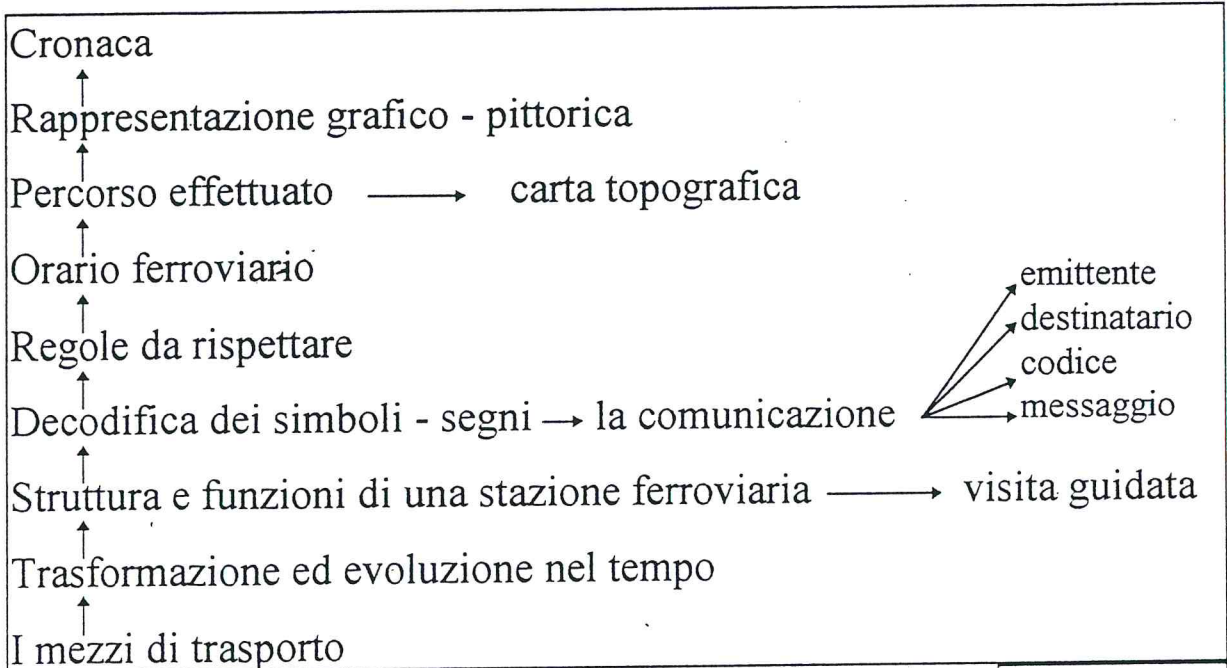 Cronaca
Rappresentazione grafico - pittorica
Percorso effettuato → carta topografica
Orario ferroviario
emittente
destinatario
Regole da rispettare
codice
Decodifica dei simboli - segni → la comunicazione
messaggio
Struttura e funzioni di una stazione ferroviaria → visita guidata
Trasformazione ed evoluzione nel tempo
I mezzi di trasporto